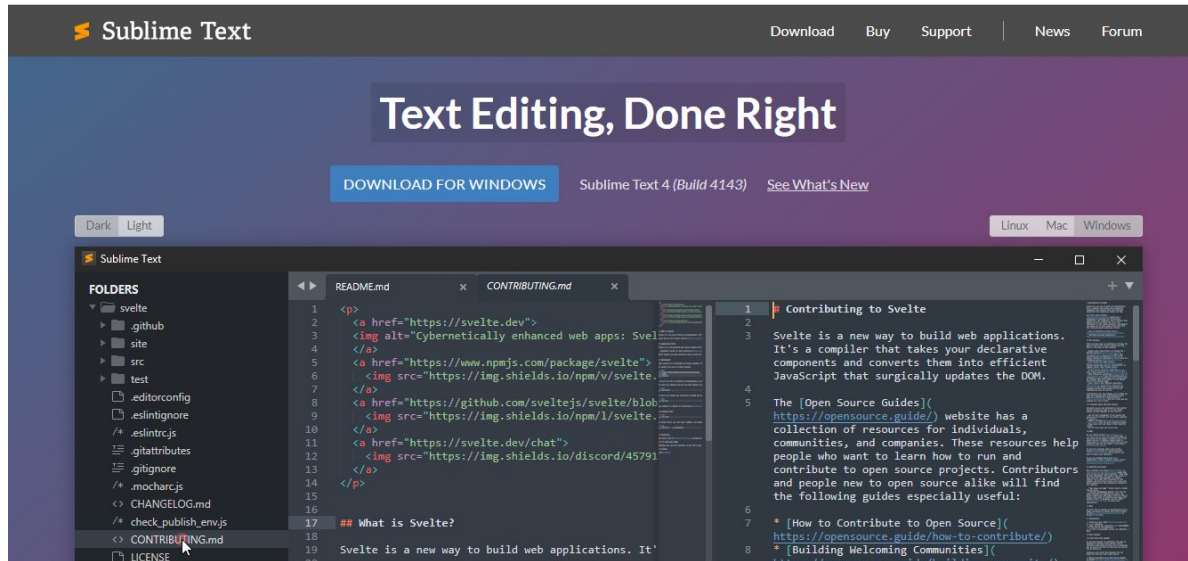 Sublime Text
Download Buy Support News Forum
Text Editing, Done Right
DOWNLOAD FOR WINDOWS
Sublime Text 4 (Build 4143) See What's New
Dark Light
Linux Mac Windows
Sublime Text
FOLDERS
svelte
.github
site
src
test
.editorconfig
.eslintignore
/* .eslintrc.js
.gitattributes
.gitignore
/* .mocharc.js
<> CHANGELOG.md
/* check_publish_env.js
<> CONTRIBUTING.md
LICENSE
README.md
CONTRIBUTING.md
1 <p>
2 <a href="https://svelte.dev">
3 <img alt="Cybernetically enhanced web apps: Svel
4 </a>
5 <a href="https://www.npmjs.com/package/svelte">
6 <img src="https://img.shields.io/npm/v/svelte.
7 </a>
8 <a href="https://github.com/sveltejs/svelte/blob
9 <img src="https://img.shields.io/npm/l/svelte.
10 </a>
11 <a href="https://svelte.dev/chat">
12 <img src="https://img.shields.io/discord/45791
13 </a>
14 </p>
15
16
17 ## What is Svelte?
18
19 Svelte is a new way to build web applications. It'
1 # Contributing to Svelte
2
3 Svelte is a new way to build web applications.
It's a compiler that takes your declarative
components and converts them into efficient
JavaScript that surgically updates the DOM.
4
5 The [Open Source Guides](
https://opensource.guide/) website has a
collection of resources for individuals,
communities, and companies. These resources help
people who want to learn how to run and
contribute to open source projects. Contributors
and people new to open source alike will find
the following guides especially useful:
6
7 * [How to Contribute to Open Source](
https://opensource.guide/how-to-contribute/)
8 * [Building Welcoming Communities](